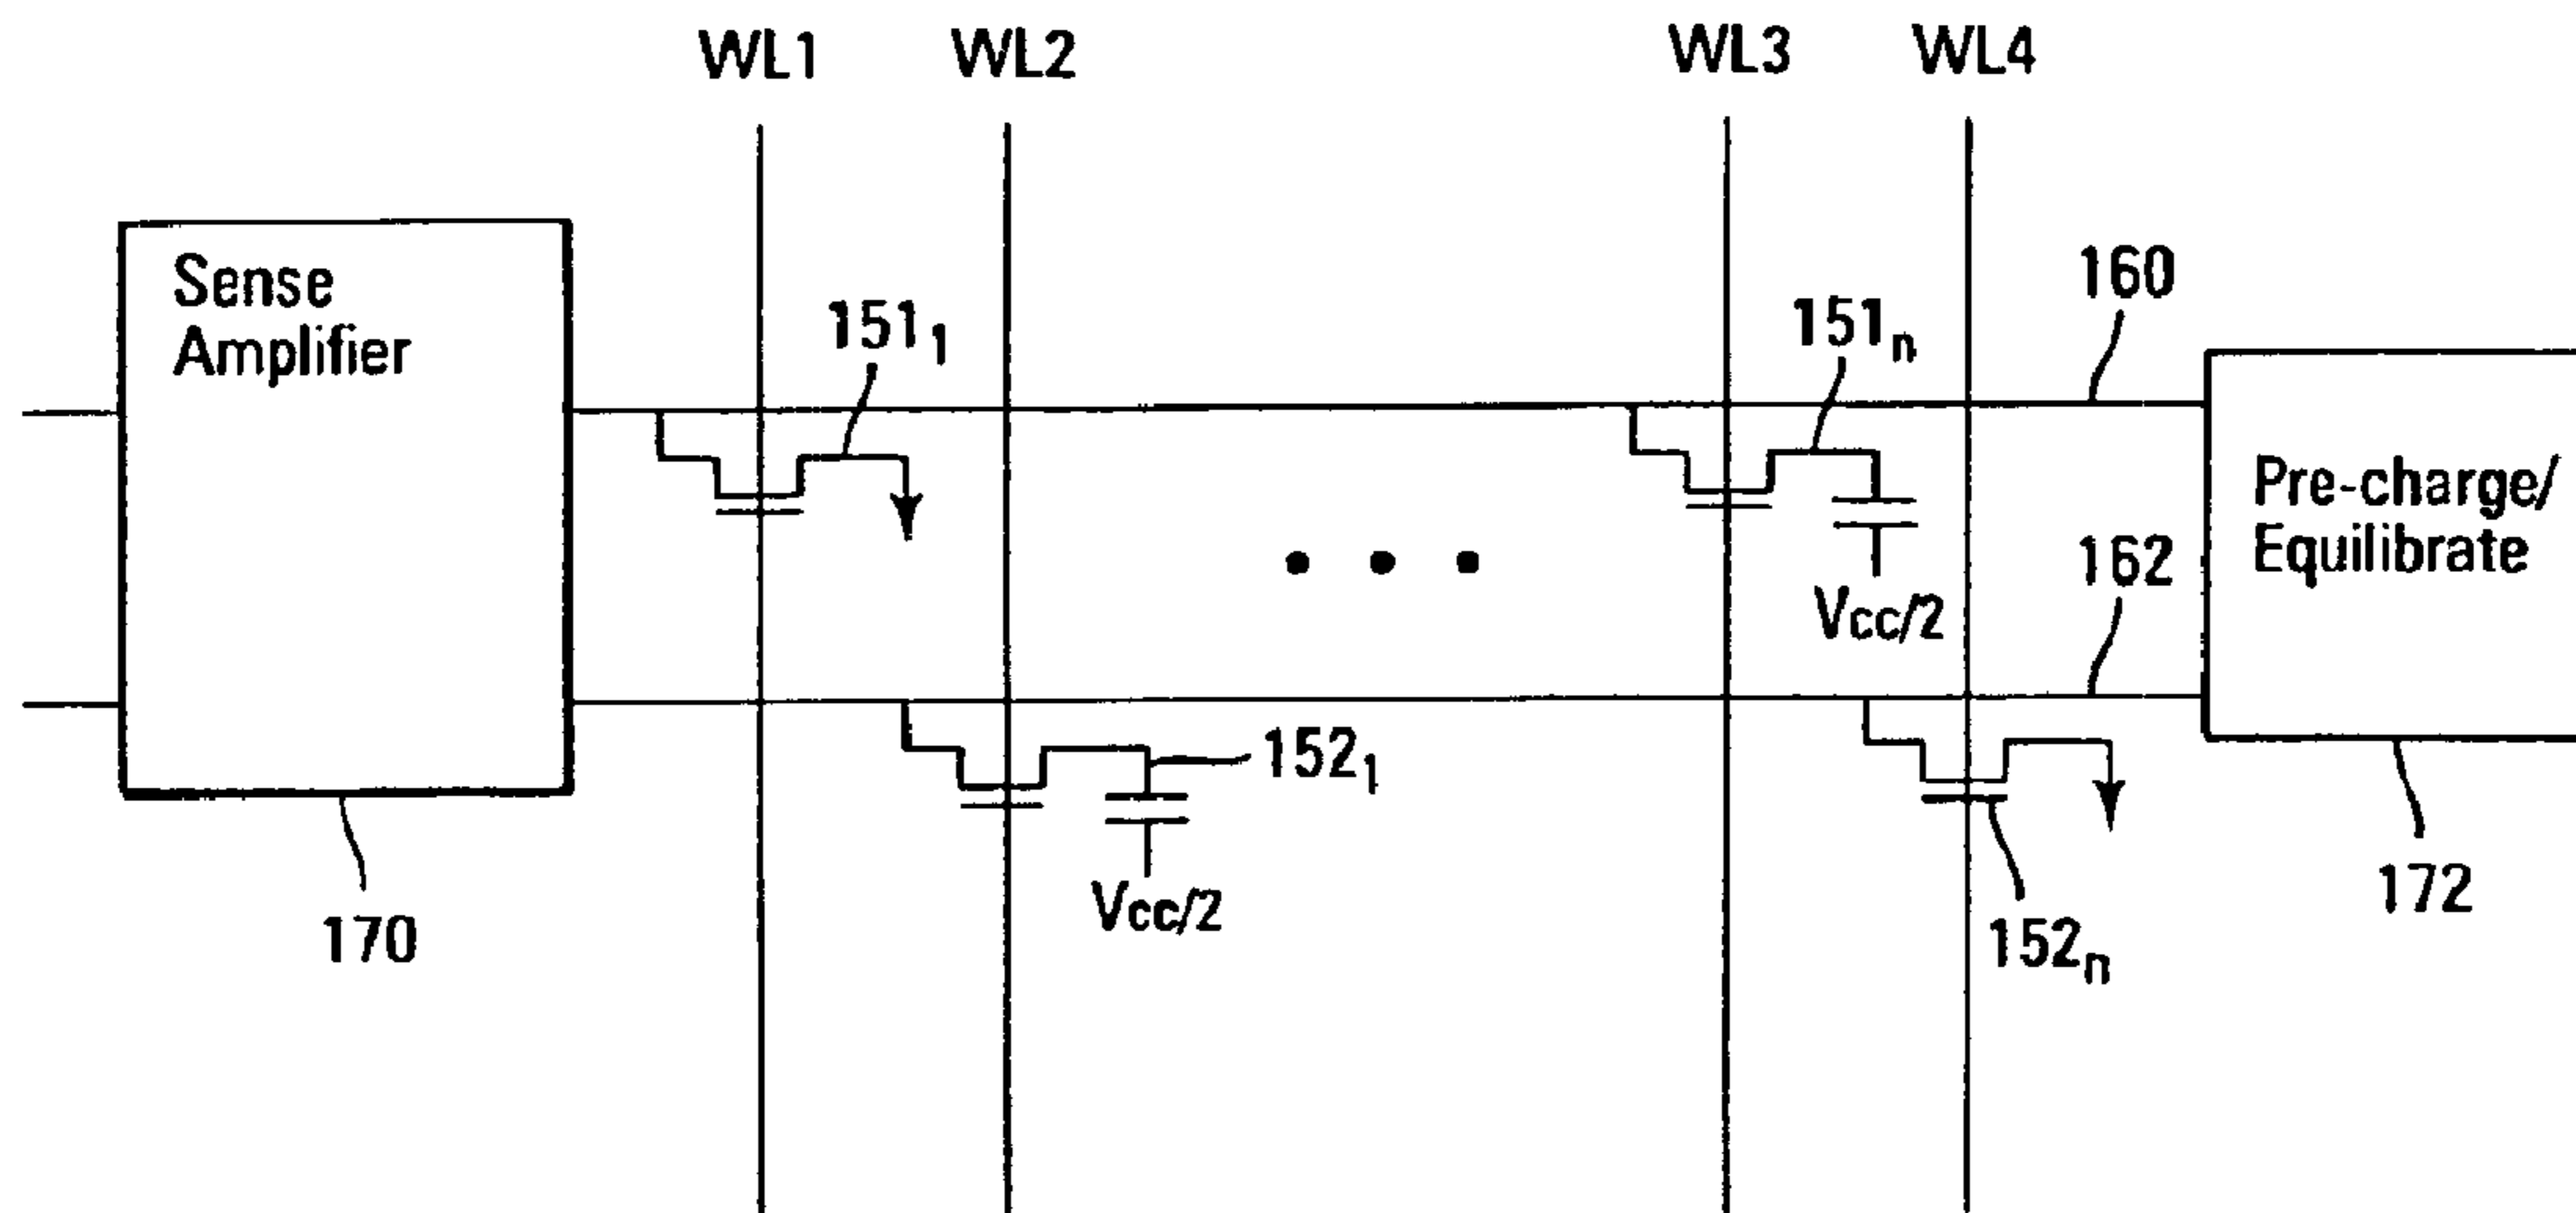 WL1 WL2 WL3 WL4
Sense
Amplifier
151₁
151ₙ
160
Pre-charge/
Equilibrate
162
Vcc/2
152₁
Vcc/2
170
152ₙ
172